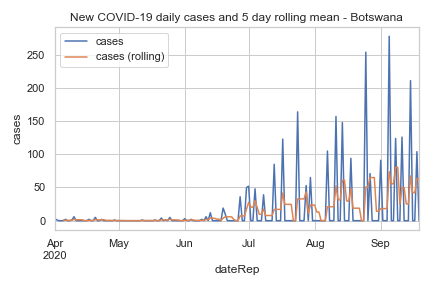 New COVID-19 daily cases and 5 day rolling mean - Botswana
cases
cases (rolling)
250
200
150
100
50
0
cases
Apr May Jun Jul Aug Sep
2020
dateRep